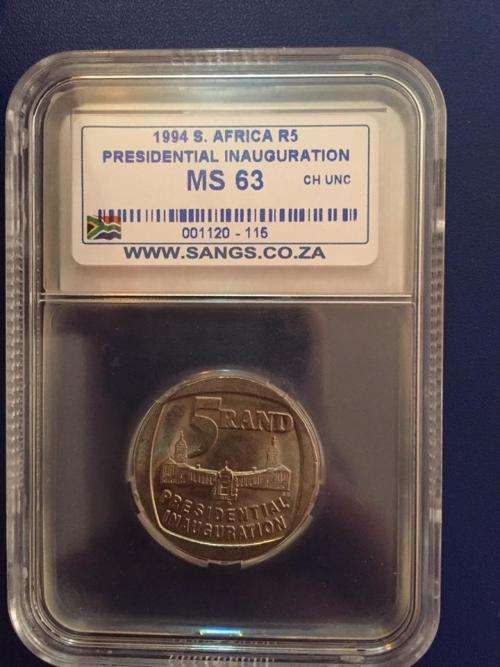 1994 S. AFRICA R5
PRESIDENTIAL INAUGURATION
MS 63 CH UNC
001120 - 116
WWW.SANGS.CO.ZA
5 RAND
PRESIDENTIAL
INAUGURATION